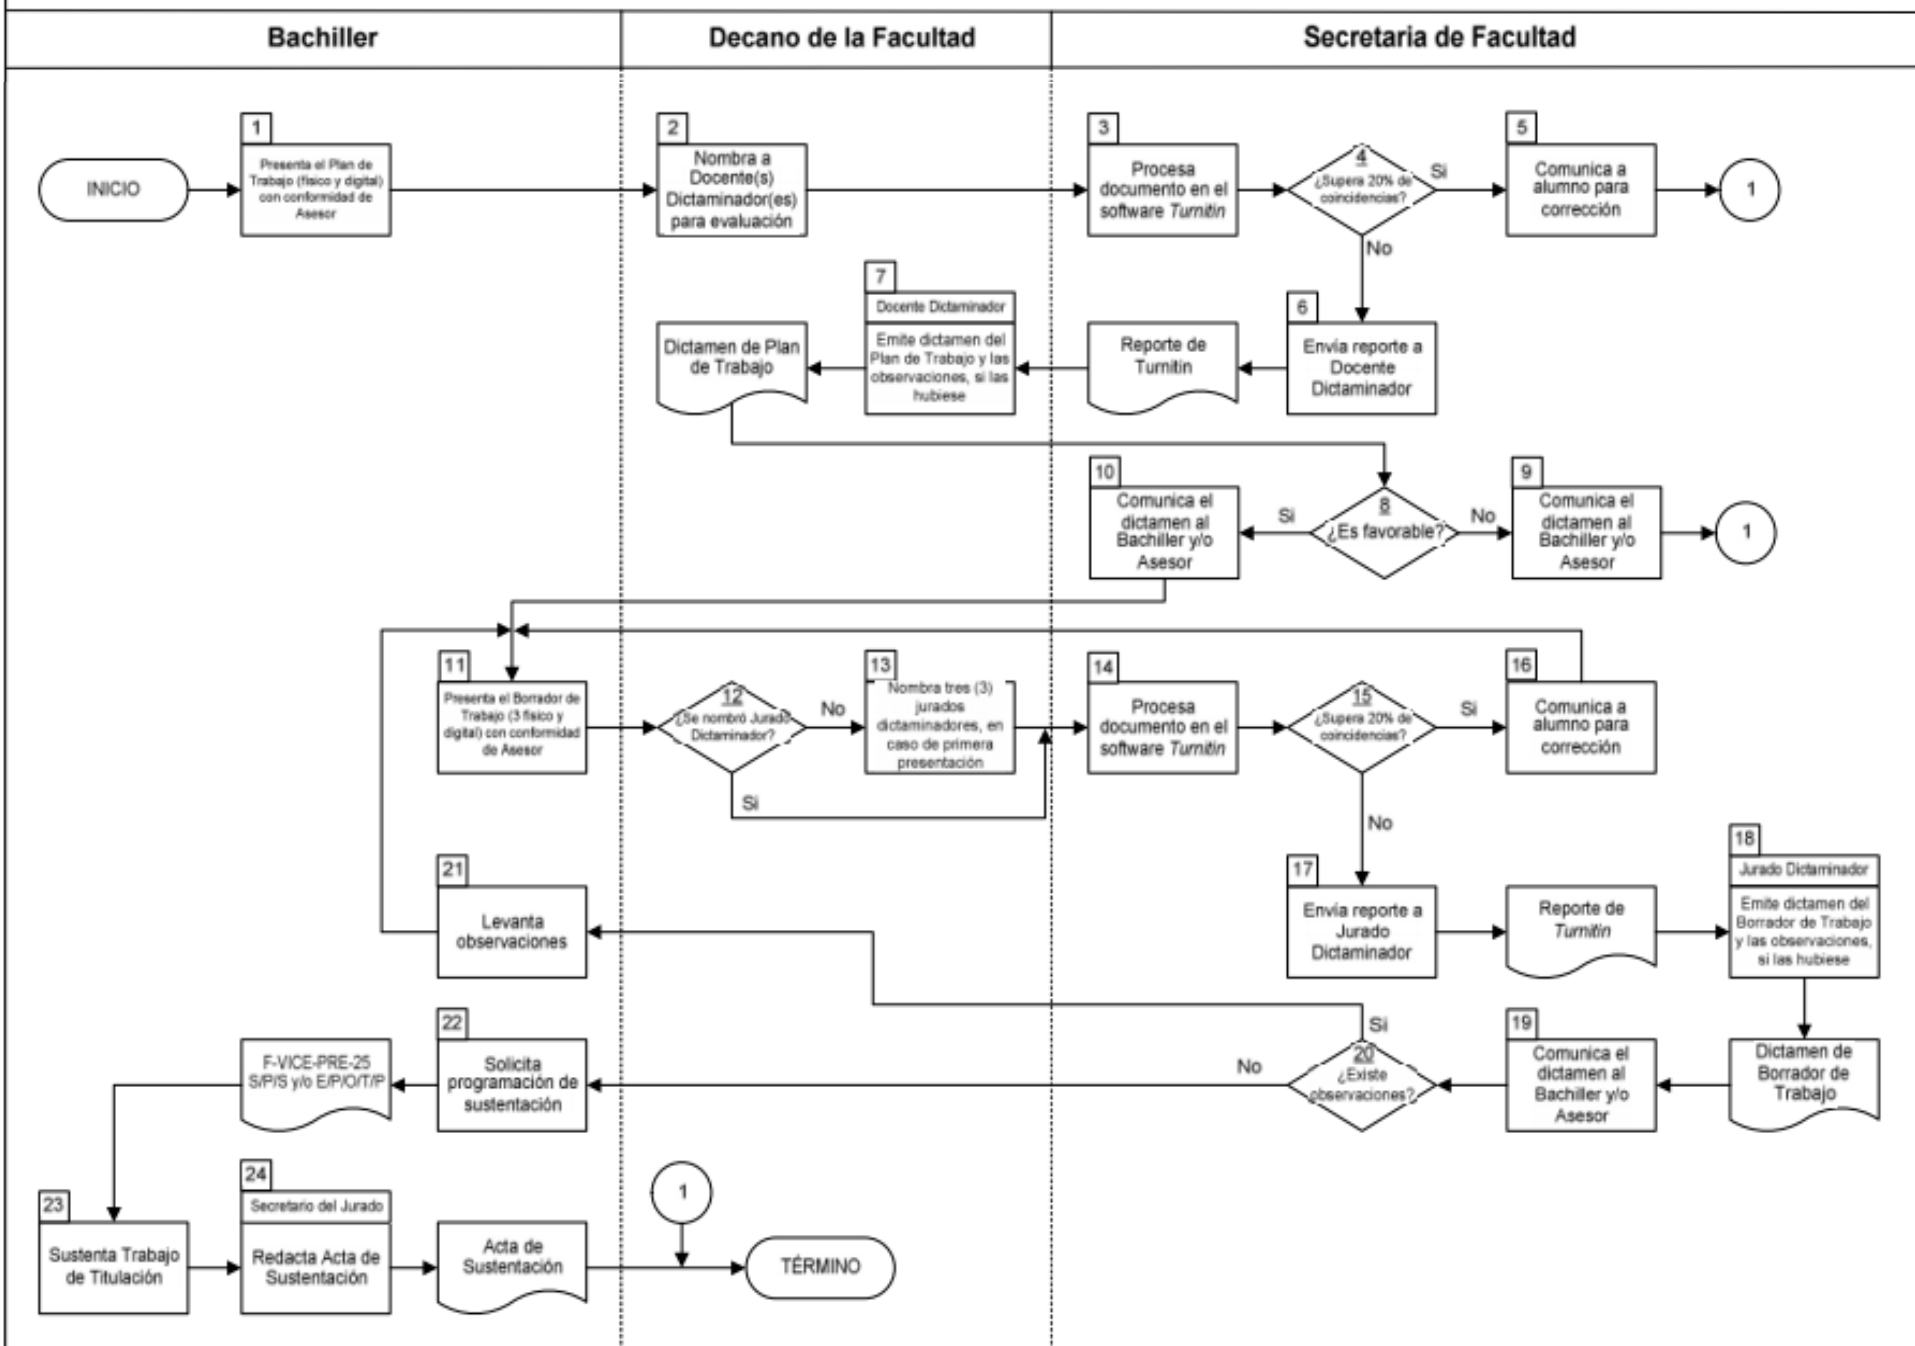 Bachiller
Decano de la Facultad
Secretaria de Facultad
INICIO
1
Presenta el Plan de
Trabajo (físico y digital)
con conformidad de
Asesor
2
Nombra a
Docente(s)
Dictaminador(es)
para evaluación
3
Procesa
documento en el
software Turnitin
4
¿Supera 20% de
coincidencias?
Si
No
5
Comunica a
alumno para
corrección
1
6
Envía reporte a
Docente
Dictaminador
Reporte de
Turnitin
7
Docente Dictaminador
Emite dictamen del
Plan de Trabajo y las
observaciones, si las
hubiese
Dictamen de Plan
de Trabajo
8
¿Es favorable?
Si
No
9
Comunica el
dictamen al
Bachiller y/o
Asesor
1
10
Comunica el
dictamen al
Bachiller y/o
Asesor
11
Presenta el Borrador de
Trabajo (3 físico y
digital) con conformidad
de Asesor
12
¿Se nombró Jurado
Dictaminador?
No
Si
13
Nombra tres (3)
jurados
dictaminadores, en
caso de primera
presentación
14
Procesa
documento en el
software Turnitin
15
¿Supera 20% de
coincidencias?
Si
No
16
Comunica a
alumno para
corrección
17
Envía reporte a
Jurado
Dictaminador
Reporte de
Turnitin
18
Jurado Dictaminador
Emite dictamen del
Borrador de Trabajo
y las observaciones,
si las hubiese
Dictamen de
Borrador de
Trabajo
19
Comunica el
dictamen al
Bachiller y/o
Asesor
20
¿Existe
observaciones?
Si
No
21
Levanta
observaciones
22
Solicita
programación de
sustentación
F-VICE-PRE-25
S/P/S y/o E/P/O/T/P
23
Sustenta Trabajo
de Titulación
24
Secretario del Jurado
Redacta Acta de
Sustentación
Acta de
Sustentación
1
TÉRMINO